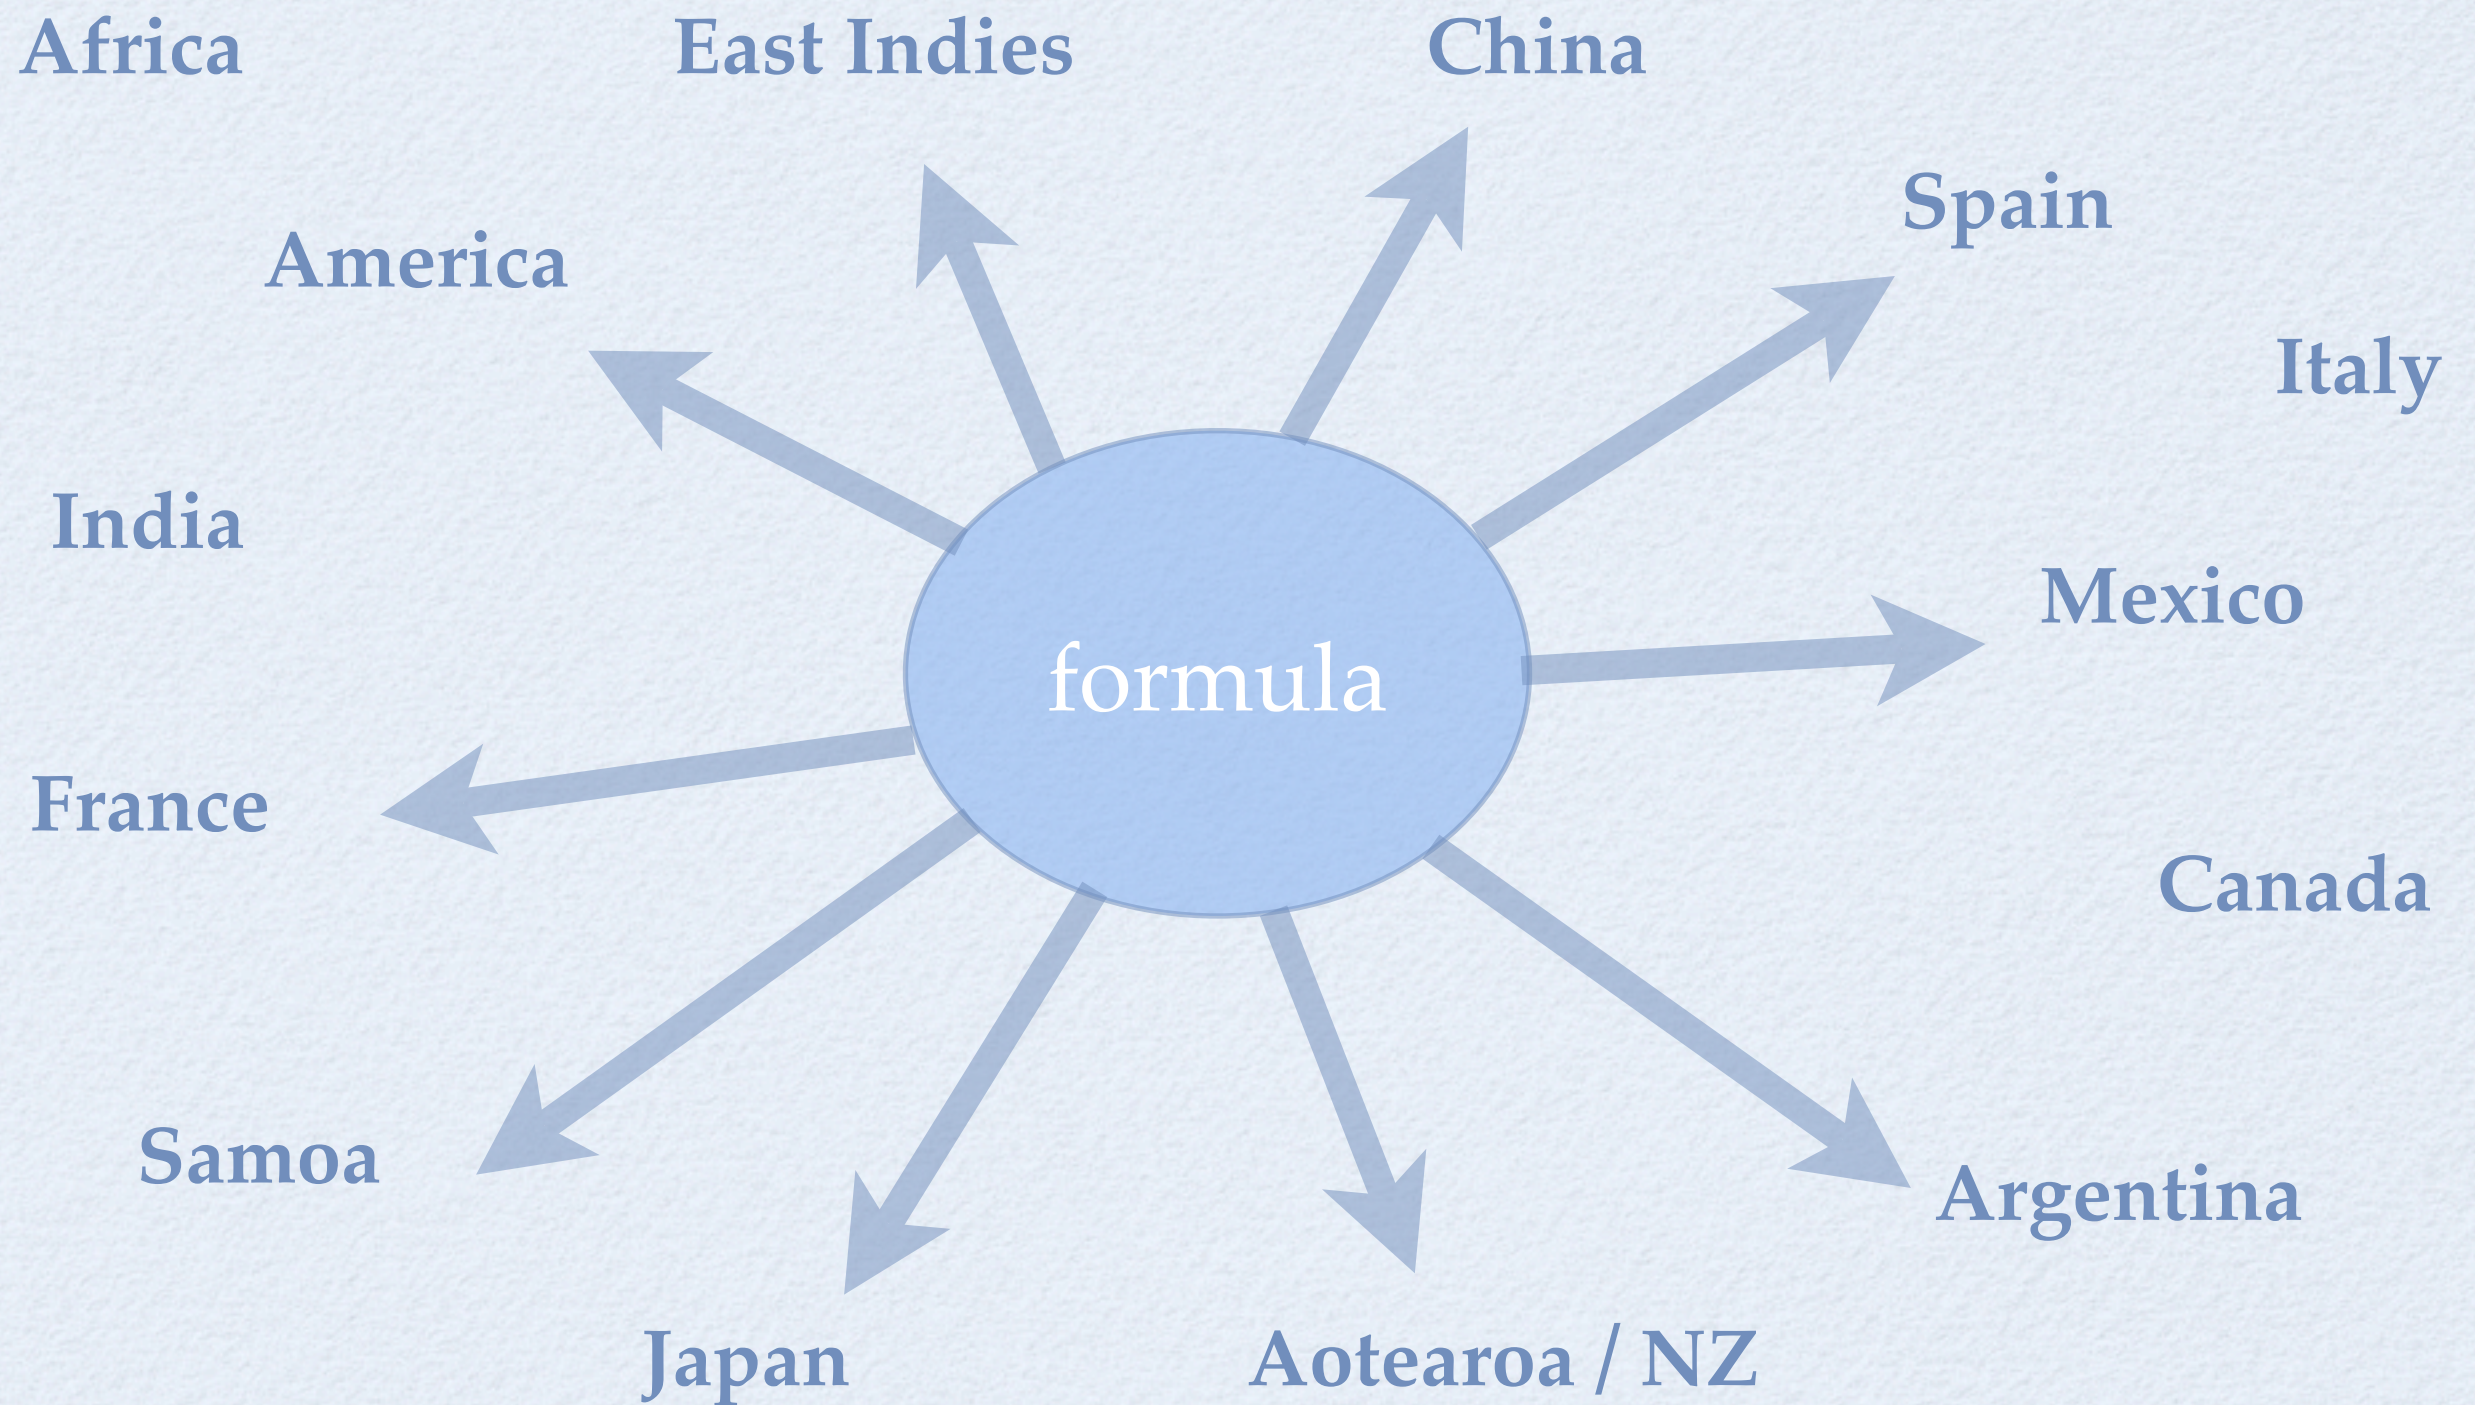 Africa
East Indies
China
Spain
America
Italy
India
Mexico
formula
France
Canada
Samoa
Argentina
Japan
Aotearoa / NZ